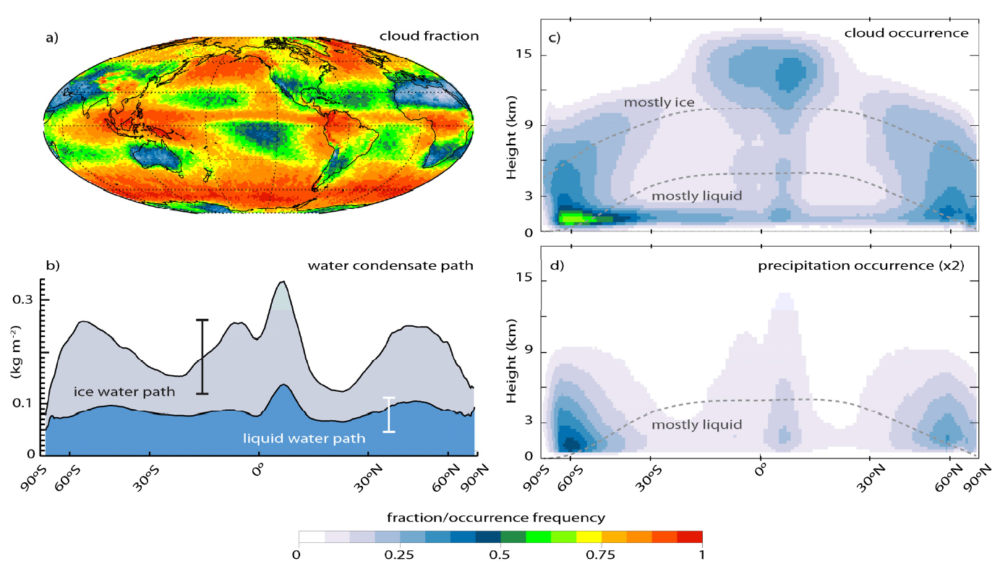 a)
cloud fraction
b)
water condensate path
0.3
0.1
0
(kg m⁻²)
ice water path
liquid water path
90°S
60°S
30°S
0°
30°N
60°N
90°N
c)
cloud occurrence
15
9
3
0
Height (km)
mostly ice
mostly liquid
d)
precipitation occurrence (x2)
15
9
3
0
Height (km)
mostly liquid
90°S
60°S
30°S
0°
30°N
60°N
90°N
fraction/occurrence frequency
0
0.25
0.5
0.75
1